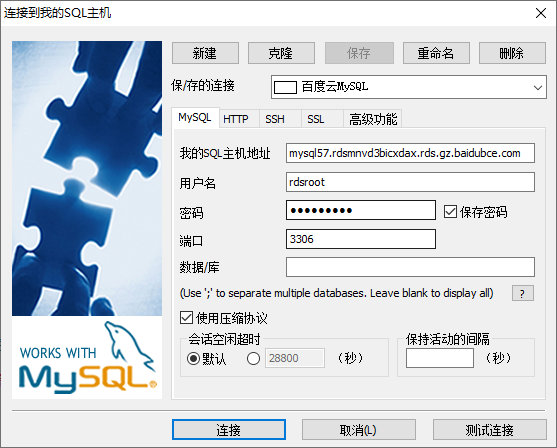 连接到我的SQL主机
新建 克隆 保存 重命名 删除
保/存的连接 百度云MySQL
MySQL HTTP SSH SSL 高级功能
我的SQL主机地址 mysql57.rdsmnvd3bicxdax.rds.gz.baidubce.com
用户名 rdsroot
密码 ●●●●●●●●● 保存密码
端口 3306
数据/库
(Use ';' to separate multiple databases. Leave blank to display all) ?
使用压缩协议
会话空闲超时 保持活动的间隔
默认 28800 （秒） （秒）
WORKS WITH
MySQL®
连接 取消(L) 测试连接